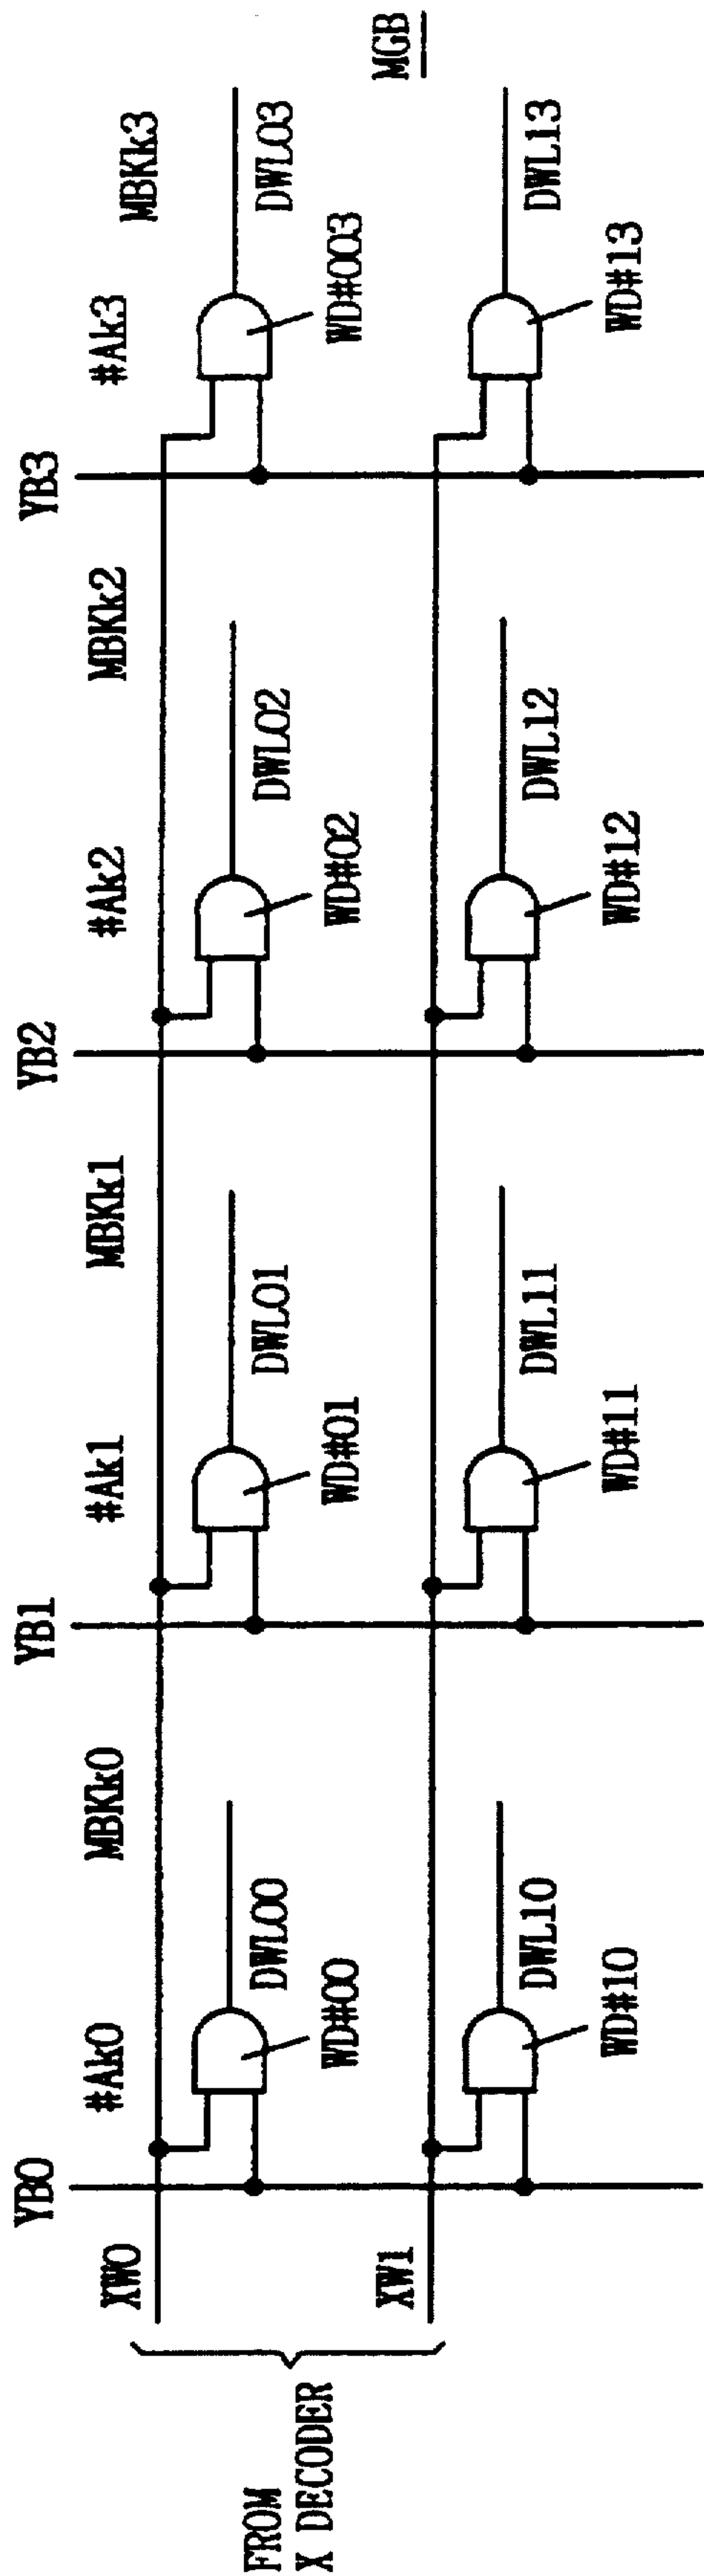 YB0
YB1
YB2
YB3
#Ak0
MBKk0
#Ak1
MBKk1
#Ak2
MBKk2
#Ak3
MBKk3
XW0
DWL00
DWL01
DWL02
DWL03
WD#00
WD#01
WD#02
WD#003
FROM
X DECODER
XW1
MGB
DWL10
DWL11
DWL12
DWL13
WD#10
WD#11
WD#12
WD#13